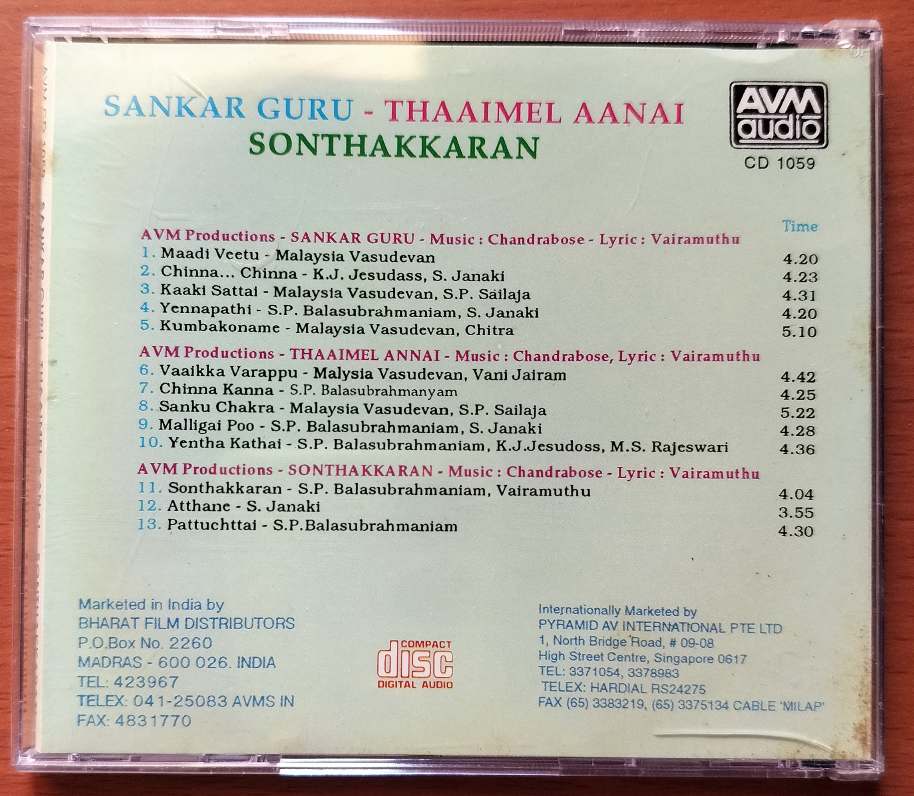 SANKAR GURU - THAAIMEL AANAI
SONTHAKKARAN
AVM
audio
CD 1059
Time
AVM Productions - SANKAR GURU - Music : Chandrabose - Lyric : Vairamuthu
1. Maadi Veetu - Malaysia Vasudevan 4.20
2. Chinna... Chinna - K.J. Jesudass, S. Janaki 4.23
3. Kaaki Sattai - Malaysia Vasudevan, S.P. Sailaja 4.31
4. Yennapathi - S.P. Balasubrahmaniam, S. Janaki 4.20
5. Kumbakoname - Malaysia Vasudevan, Chitra 5.10
AVM Productions - THAAIMEL ANNAI - Music : Chandrabose, Lyric : Vairamuthu
6. Vaaikka Varappu - Malysia Vasudevan, Vani Jairam 4.42
7. Chinna Kanna - S.P. Balasubrahmanyam 4.25
8. Sanku Chakra - Malaysia Vasudevan, S.P. Sailaja 5.22
9. Malligai Poo - S.P. Balasubrahmaniam, S. Janaki 4.28
10. Yentha Kathai - S.P. Balasubrahmaniam, K.J.Jesudoss, M.S. Rajeswari 4.36
AVM Productions - SONTHAKKARAN - Music : Chandrabose - Lyric : Vairamuthu
11. Sonthakkaran - S.P. Balasubrahmaniam, Vairamuthu 4.04
12. Atthane - S. Janaki 3.55
13. Pattuchttai - S.P.Balasubrahmaniam 4.30
Marketed in India by
BHARAT FILM DISTRIBUTORS
P.O.Box No. 2260
MADRAS - 600 026. INDIA
TEL: 423967
TELEX: 041-25083 AVMS IN
FAX: 4831770
COMPACT
disc
DIGITAL AUDIO
Internationally Marketed by
PYRAMID AV INTERNATIONAL PTE LTD
1, North Bridge Road, # 09-08
High Street Centre, Singapore 0617
TEL: 3371054, 3378983
TELEX: HARDIAL RS24275
FAX (65) 3383219, (65) 3375134 CABLE 'MILAP'